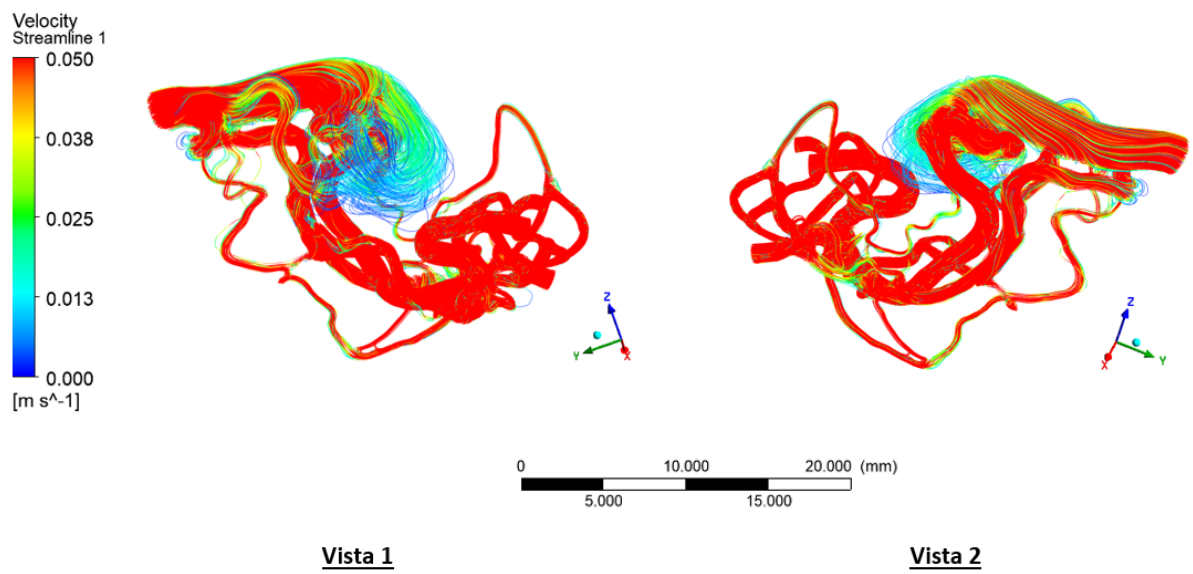 Velocity
Streamline 1
0.050
0.038
0.025
0.013
0.000
[m s^-1]
Z
Y
X
Z
X
Y
0 10.000 20.000 (mm)
5.000 15.000
Vista 1
Vista 2